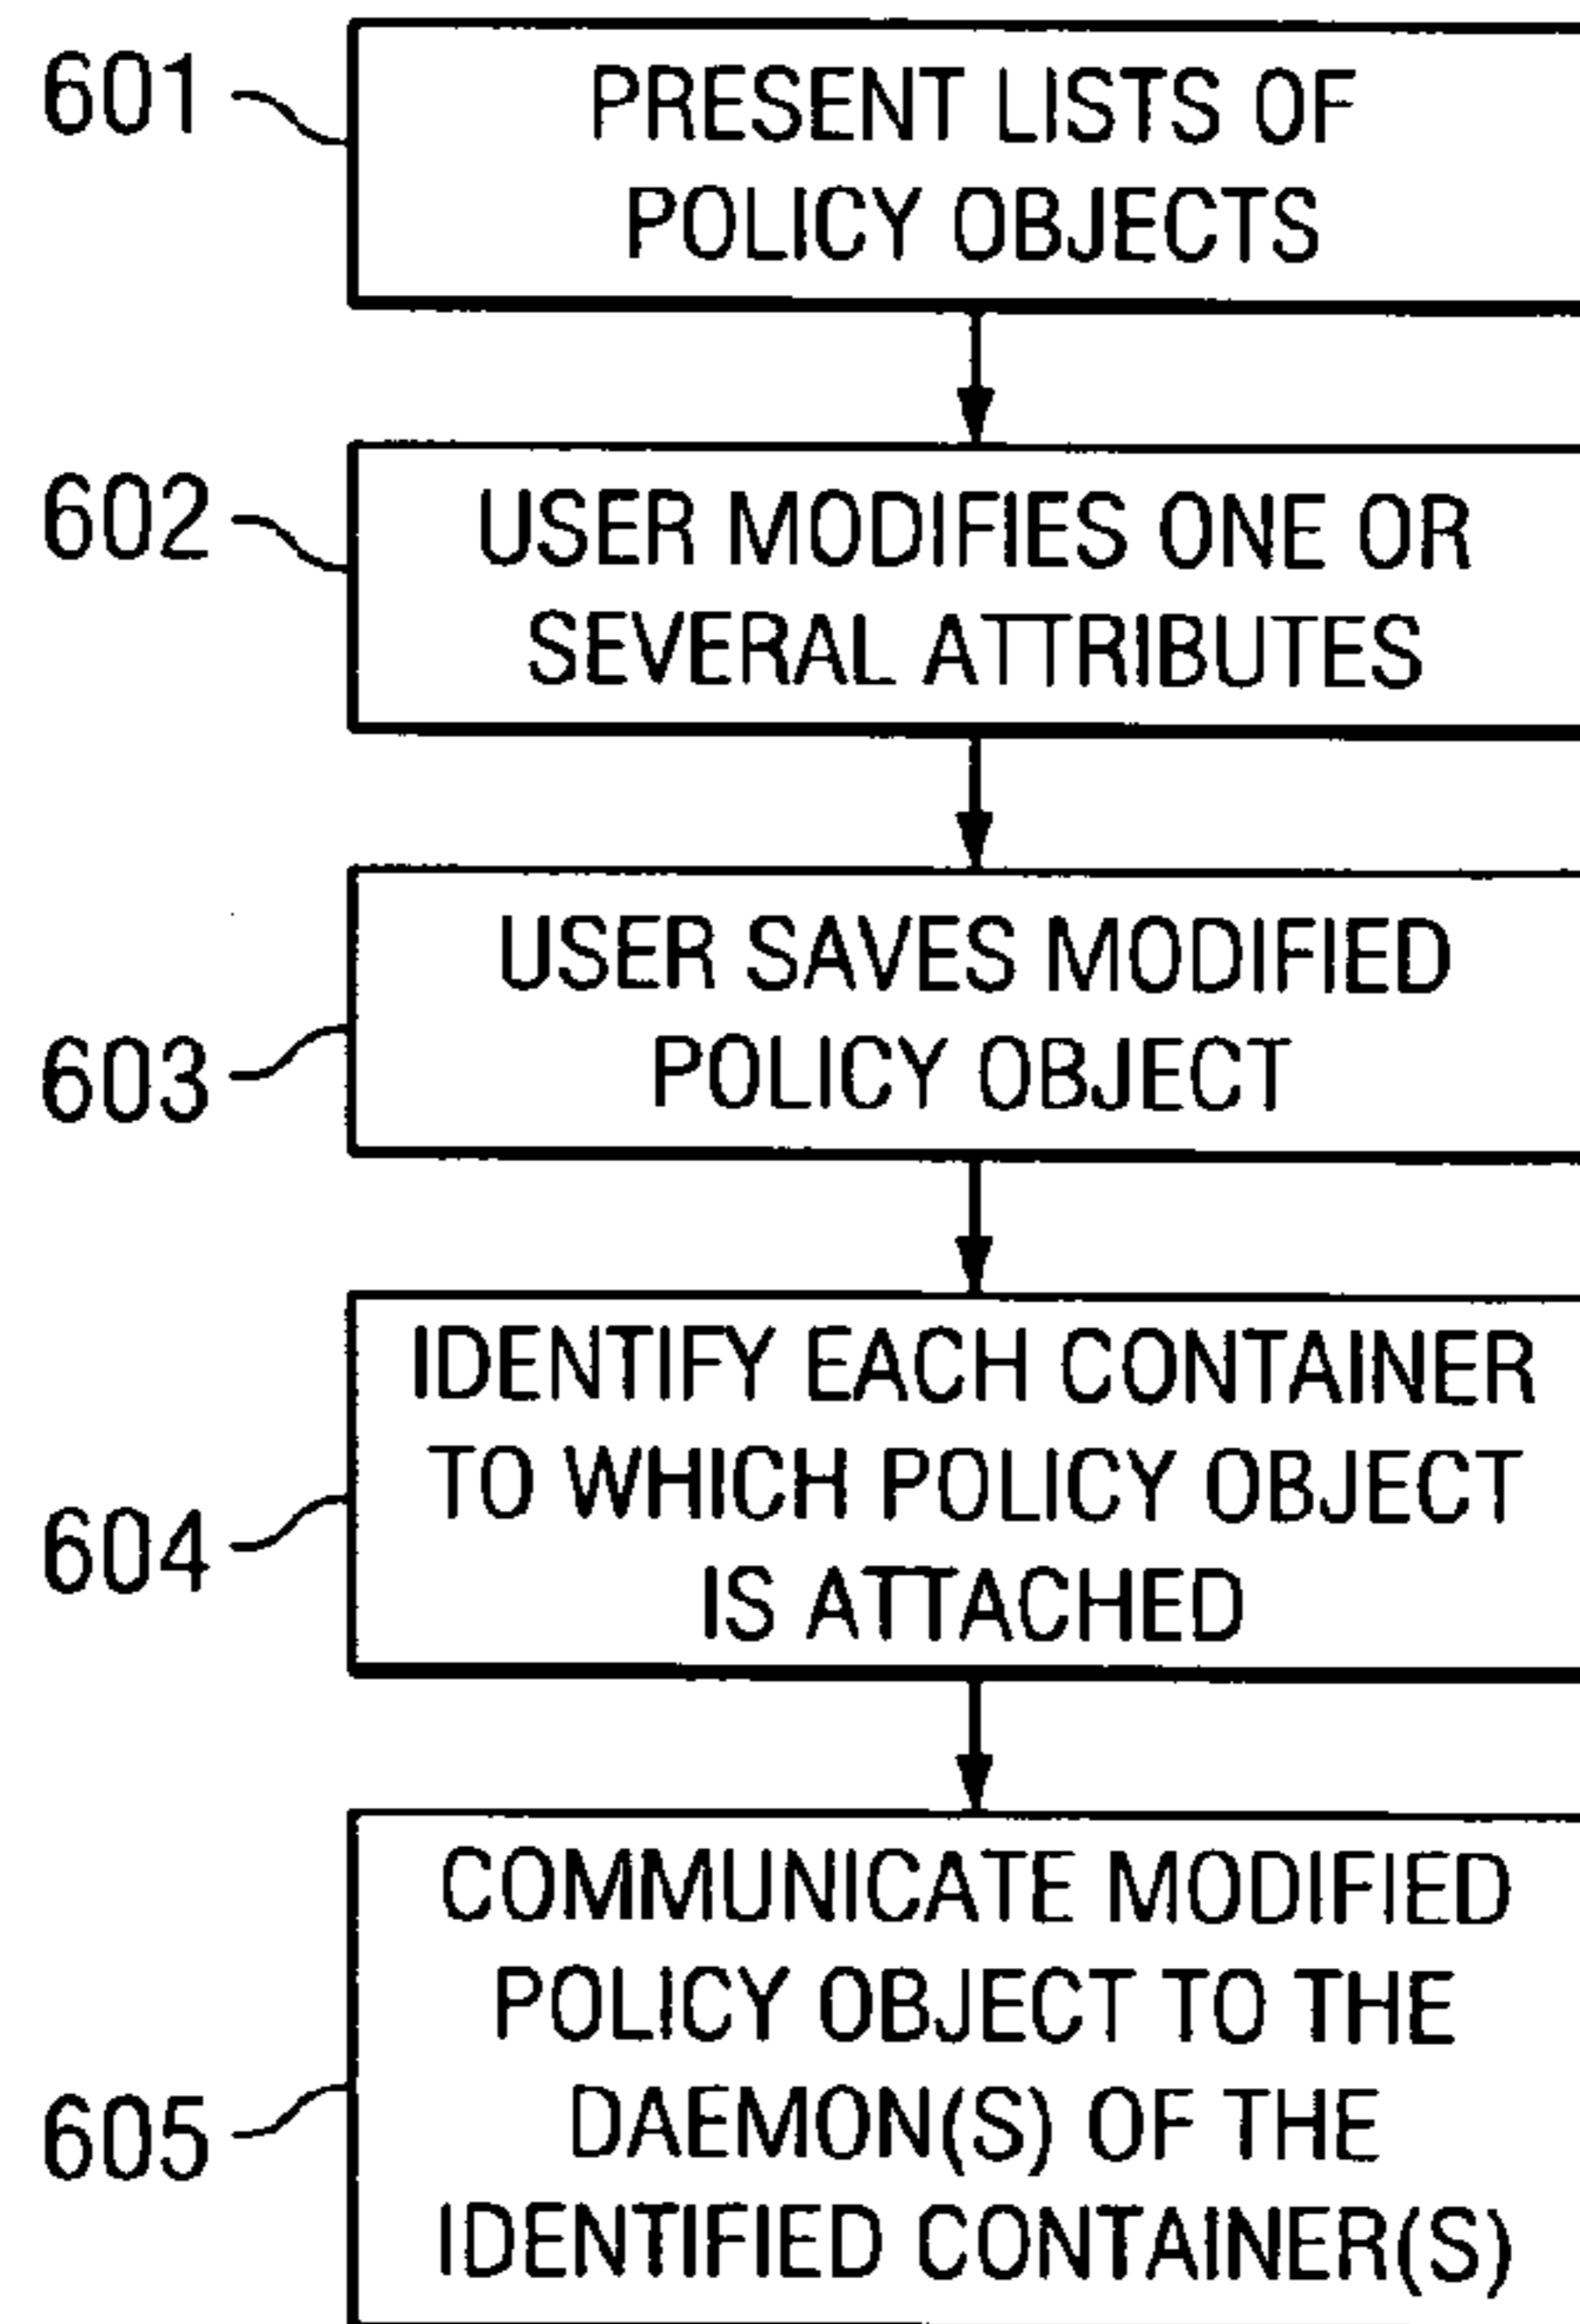 601
PRESENT LISTS OF
POLICY OBJECTS
602
USER MODIFIES ONE OR
SEVERAL ATTRIBUTES
603
USER SAVES MODIFIED
POLICY OBJECT
604
IDENTIFY EACH CONTAINER
TO WHICH POLICY OBJECT
IS ATTACHED
605
COMMUNICATE MODIFIED
POLICY OBJECT TO THE
DAEMON(S) OF THE
IDENTIFIED CONTAINER(S)